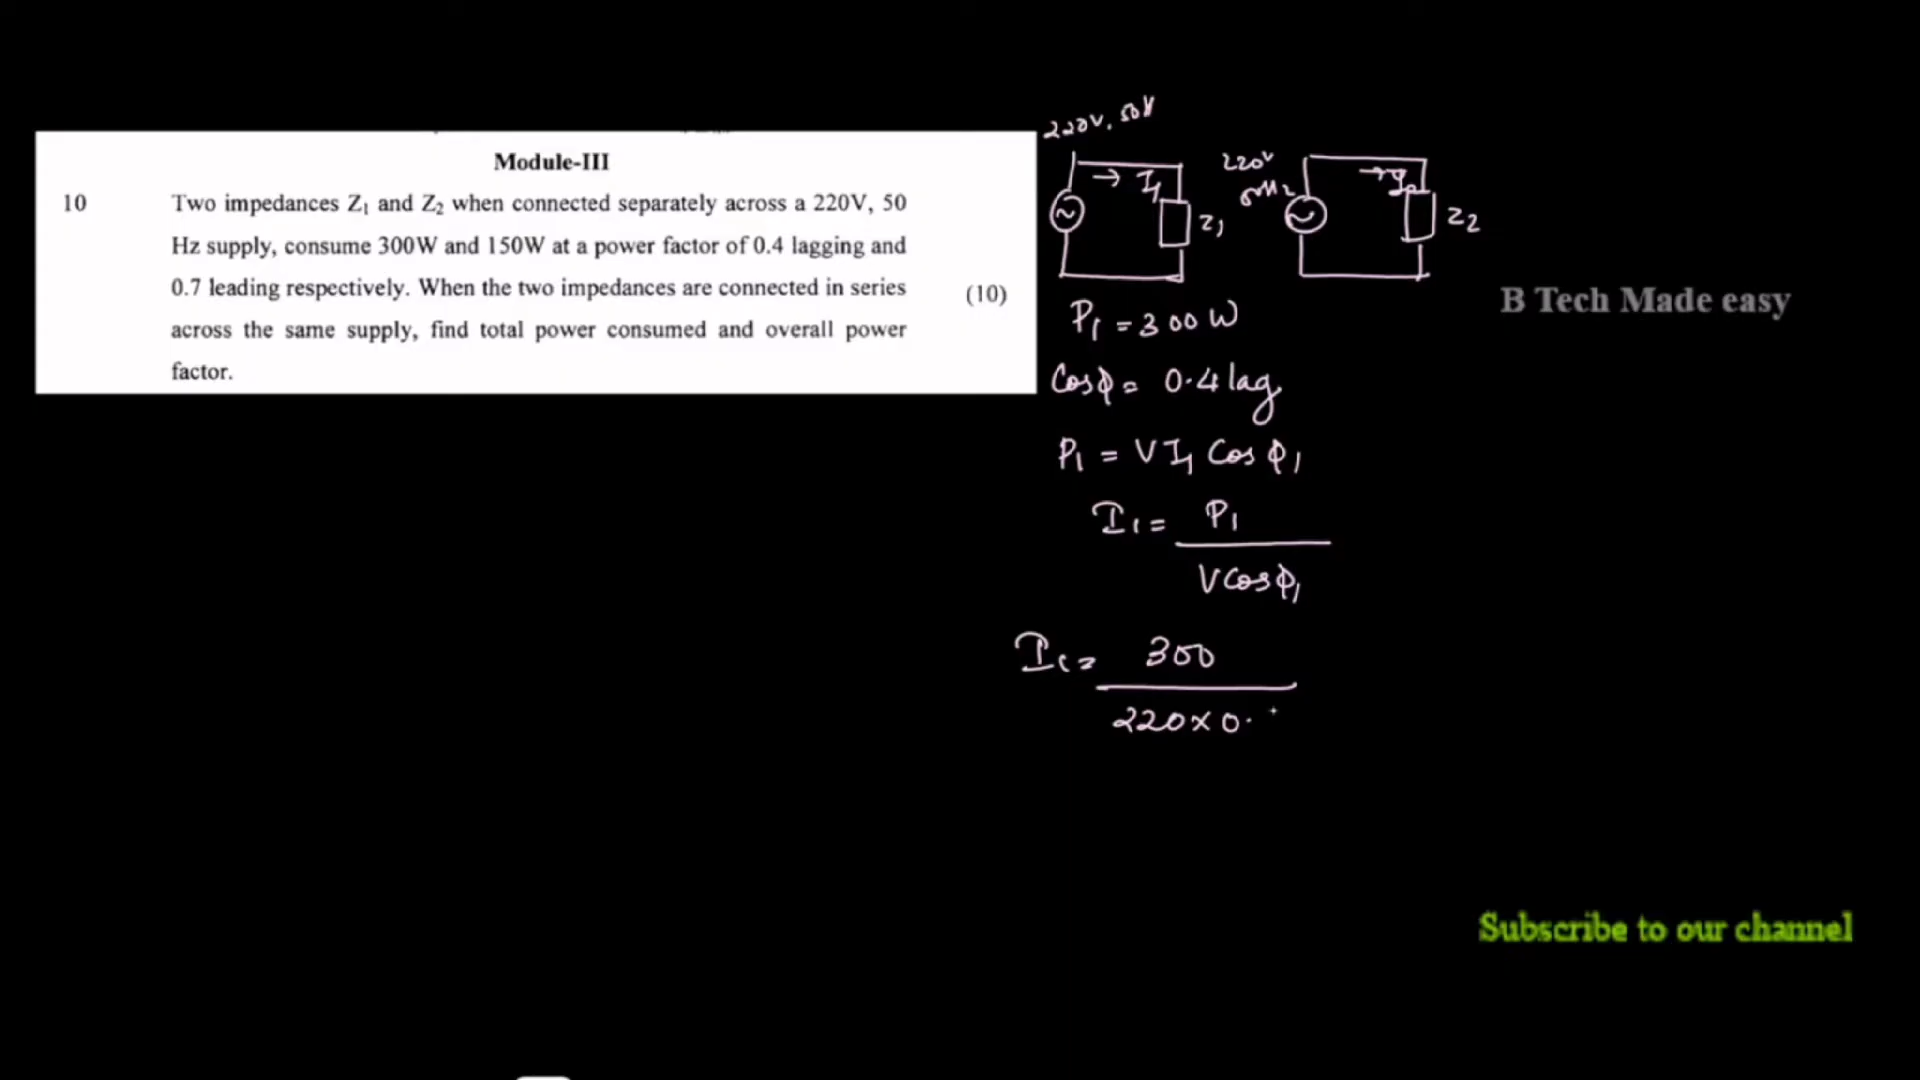 Module-III
10 Two impedances Z₁ and Z₂ when connected separately across a 220V, 50
Hz supply, consume 300W and 150W at a power factor of 0.4 lagging and
0.7 leading respectively. When the two impedances are connected in series
(10)
across the same supply, find total power consumed and overall power
factor.
220V, 50
I₁
Z₁
220V
Z₂
P₁ = 300 W
Cosφ = 0.4 lag
P₁ = V I₁ Cos φ₁
I₁ = P₁
V Cos φ₁
I₁ = 300
220 × 0.
B Tech Made easy
Subscribe to our channel